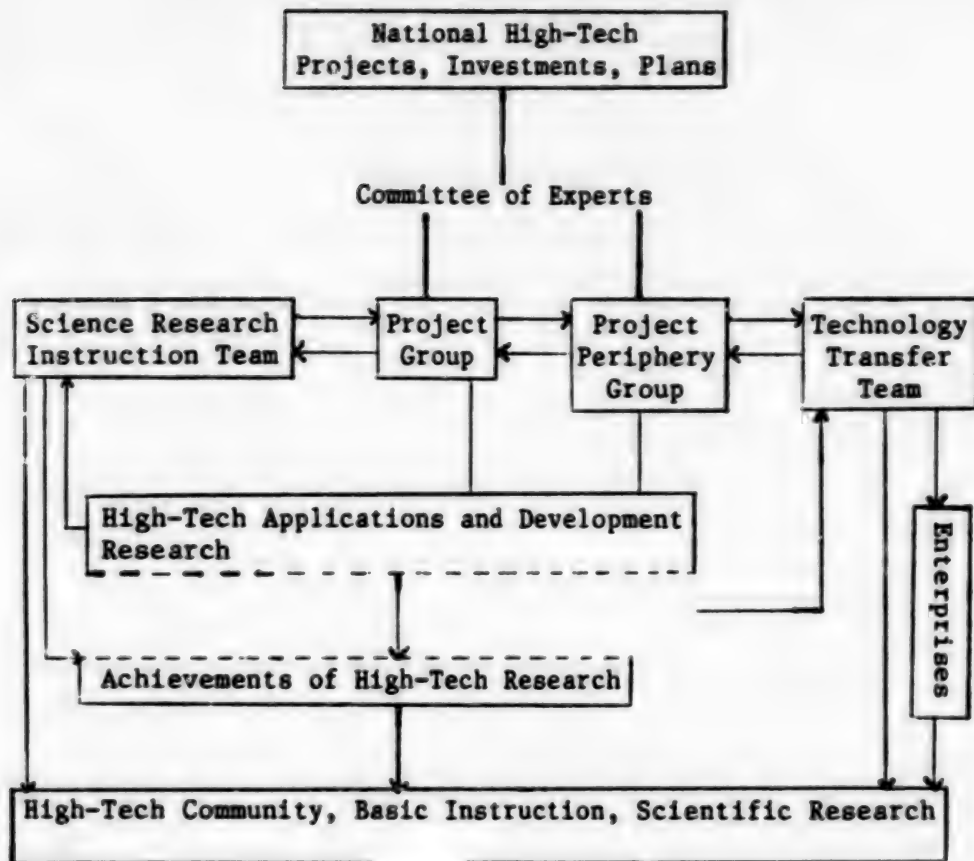 National High-Tech
Projects, Investments, Plans
Committee of Experts
Science Research
Instruction Team
Project
Group
Project
Periphery
Group
Technology
Transfer
Team
High-Tech Applications and Development
Research
Enterprises
Achievements of High-Tech Research
High-Tech Community, Basic Instruction, Scientific Research